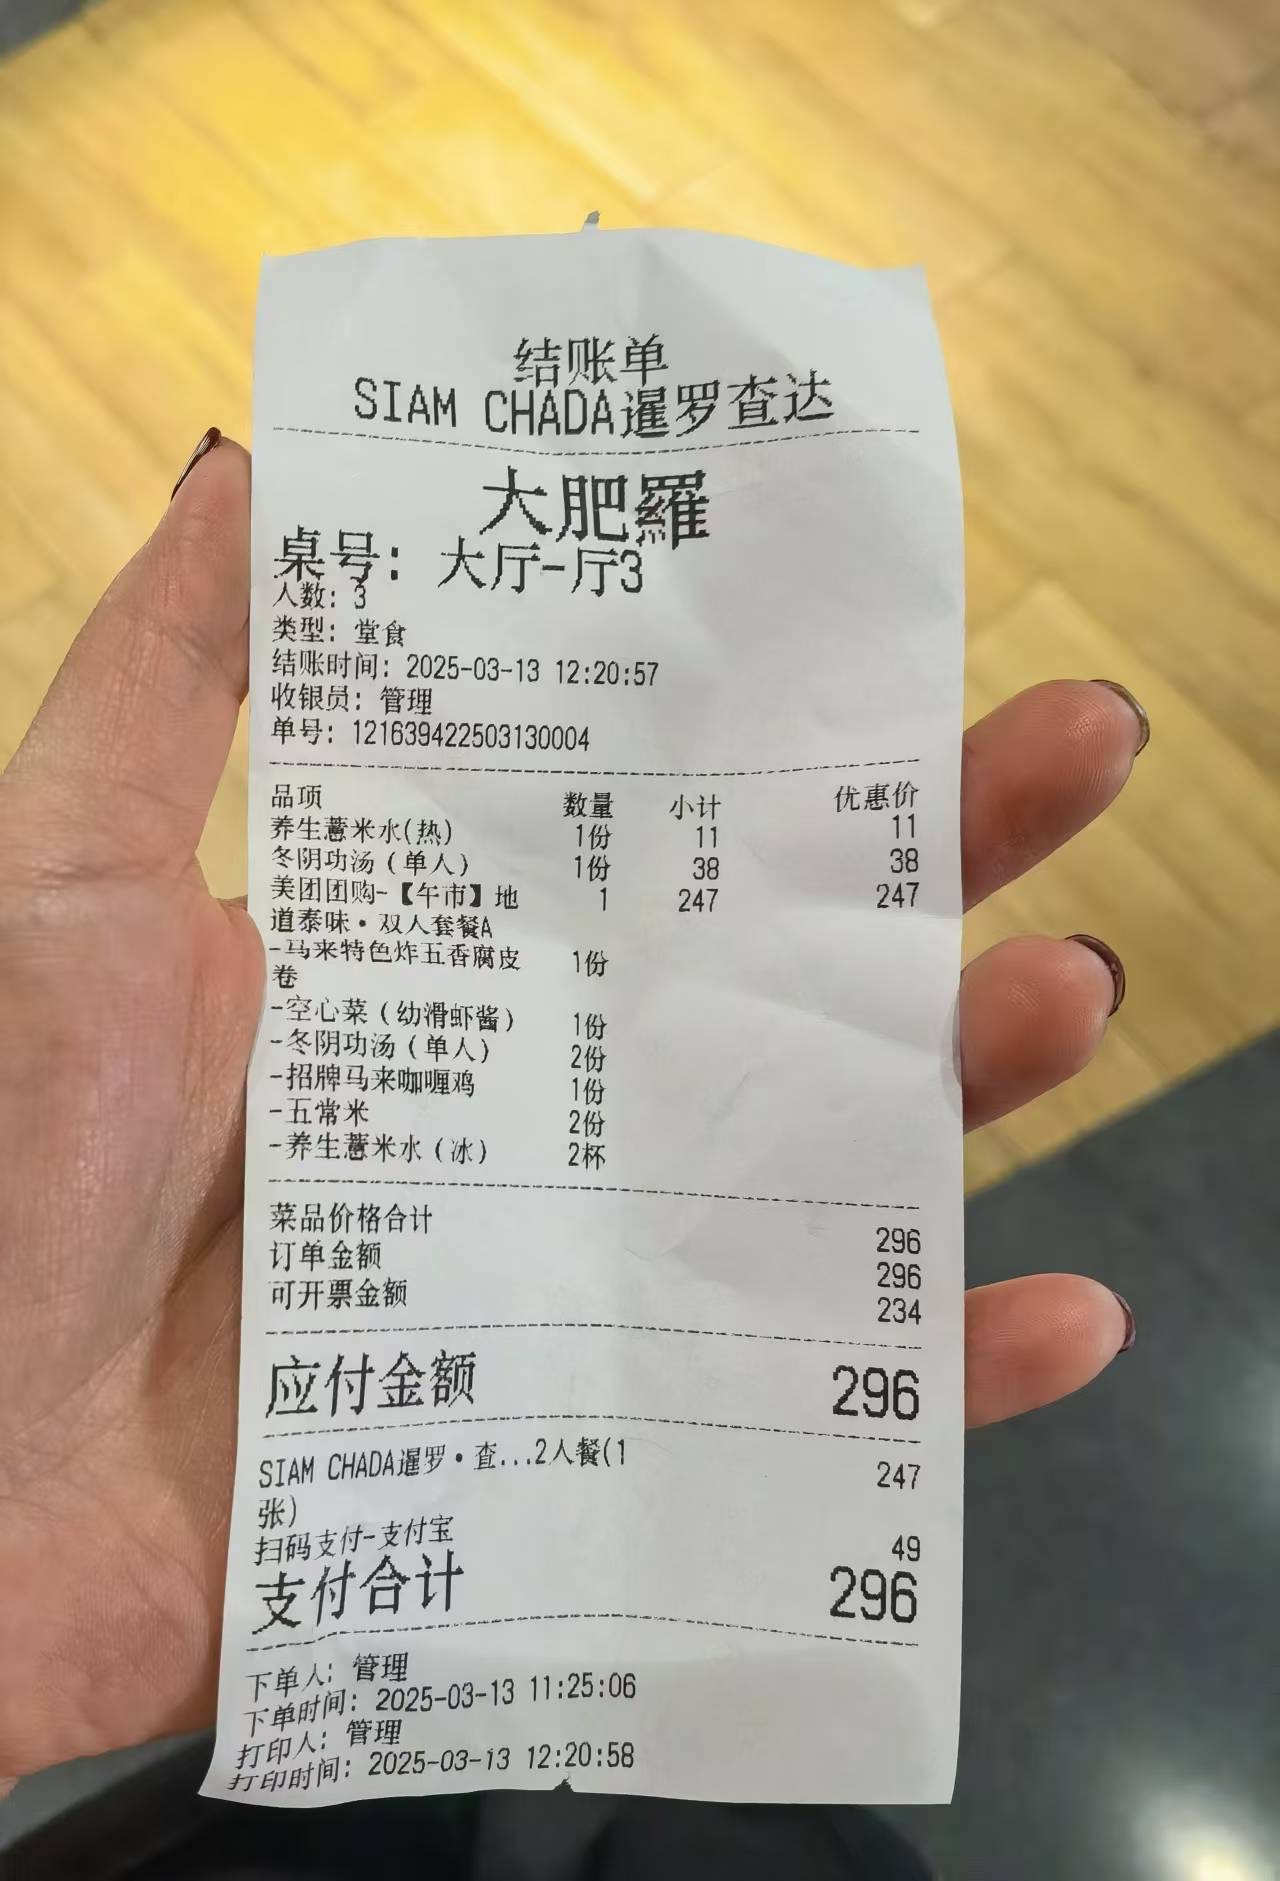 结账单
SIAM CHADA暹罗查达
大肥羅
桌号: 大厅-厅3
人数: 3
类型: 堂食
结账时间: 2025-03-13 12:20:57
收银员: 管理
单号: 121639422503130004
品项 数量 小计 优惠价
养生薏米水(热) 1份 11 11
冬阴功汤(单人) 1份 38 38
美团团购-【午市】地 1 247 247
道泰味·双人套餐A
-马来特色炸五香腐皮 1份
卷
-空心菜(幼滑虾酱) 1份
-冬阴功汤(单人) 2份
-招牌马来咖喱鸡 1份
-五常米 2份
-养生薏米水(冰) 2杯
菜品价格合计 296
订单金额 296
可开票金额 234
应付金额 296
SIAM CHADA暹罗·查...2人餐(1 247
张)
扫码支付-支付宝 49
支付合计 296
下单人: 管理
下单时间: 2025-03-13 11:25:06
打印人: 管理
打印时间: 2025-03-13 12:20:58